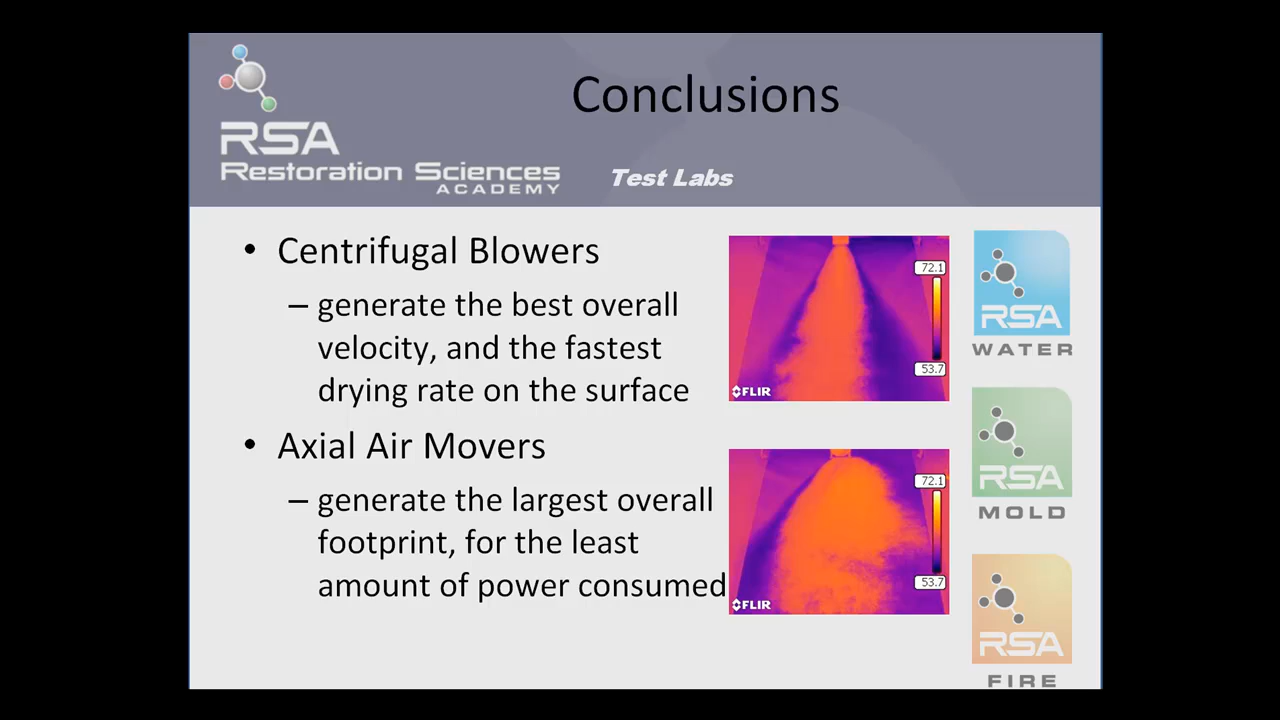 Conclusions
RSA
Restoration Sciences
ACADEMY
Test Labs
• Centrifugal Blowers
– generate the best overall
velocity, and the fastest
drying rate on the surface
• Axial Air Movers
– generate the largest overall
footprint, for the least
amount of power consumed
72.1
53.7
FLIR
72.1
53.7
FLIR
RSA
WATER
RSA
MOLD
RSA
FIRE